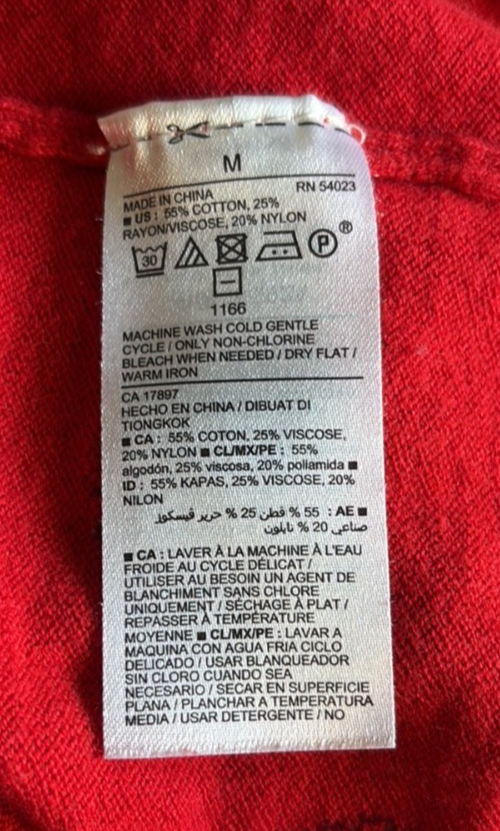 M
RN 54023
MADE IN CHINA
■ US : 55% COTTON, 25%
RAYON/VISCOSE, 20% NYLON
30 P ®
1166
MACHINE WASH COLD GENTLE
CYCLE / ONLY NON-CHLORINE
BLEACH WHEN NEEDED / DRY FLAT /
WARM IRON
CA 17897
HECHO EN CHINA / DIBUAT DI
TIONGKOK
■ CA : 55% COTON, 25% VISCOSE,
20% NYLON ■ CL/MX/PE : 55%
algodón, 25% viscosa, 20% poliamida ■
ID : 55% KAPAS, 25% VISCOSE, 20%
NILON
■ AE : 55 % قطن 25 % حرير فيسكوز
صناعي 20 % نايلون
■ CA : LAVER À LA MACHINE À L'EAU
FROIDE AU CYCLE DÉLICAT /
UTILISER AU BESOIN UN AGENT DE
BLANCHIMENT SANS CHLORE
UNIQUEMENT / SÉCHAGE À PLAT /
REPASSER À TEMPÉRATURE
MOYENNE ■ CL/MX/PE : LAVAR A
MAQUINA CON AGUA FRIA CICLO
DELICADO / USAR BLANQUEADOR
SIN CLORO CUANDO SEA
NECESARIO / SECAR EN SUPERFICIE
PLANA / PLANCHAR A TEMPERATURA
MEDIA / USAR DETERGENTE / NO